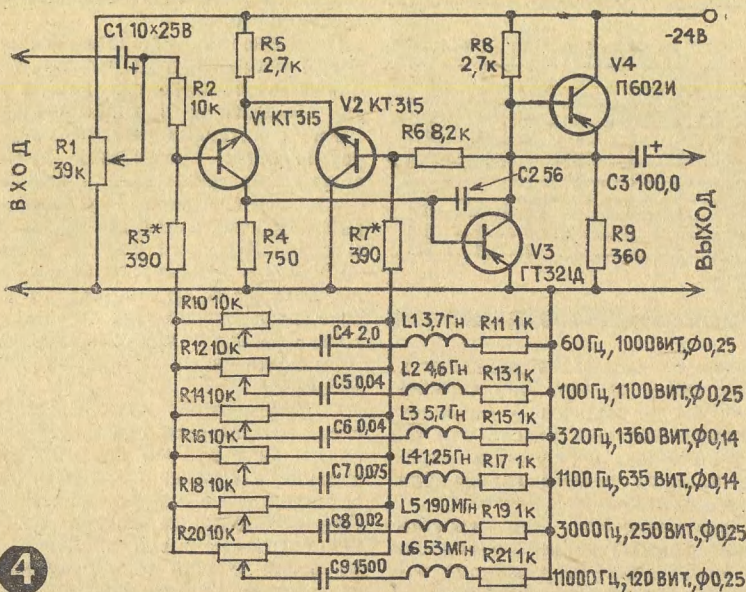 C1 10×25В
R5
2,7к
R8
2,7к
-24В
V4
П602И
R2
10к
V1 КТ315
V2 КТ315
R6 8,2к
ВХОД
R1
39к
C2 56
C3 100,0
R3*
390
R4
750
R7*
390
V3
ГТ321Д
R9
360
ВЫХОД
R10 10к
C4 2,0
L1 3,7Гн
R11 1к
60 Гц, 1000 ВИТ, Ф0,25
R12 10к
C5 0,04
L2 4,6Гн
R13 1к
100 Гц, 1100 ВИТ, Ф0,25
R14 10к
C6 0,04
L3 5,7Гн
R15 1к
320 Гц, 1360 ВИТ, Ф0,14
R16 10к
C7 0,075
L4 1,25Гн
R17 1к
1100 Гц, 635 ВИТ, Ф0,14
R18 10к
C8 0,02
L5 190МГн
R19 1к
3000 Гц, 250 ВИТ, Ф0,25
R20 10к
C9 1500
L6 53МГн
R21 1к
11000 Гц, 120 ВИТ, Ф0,25
4